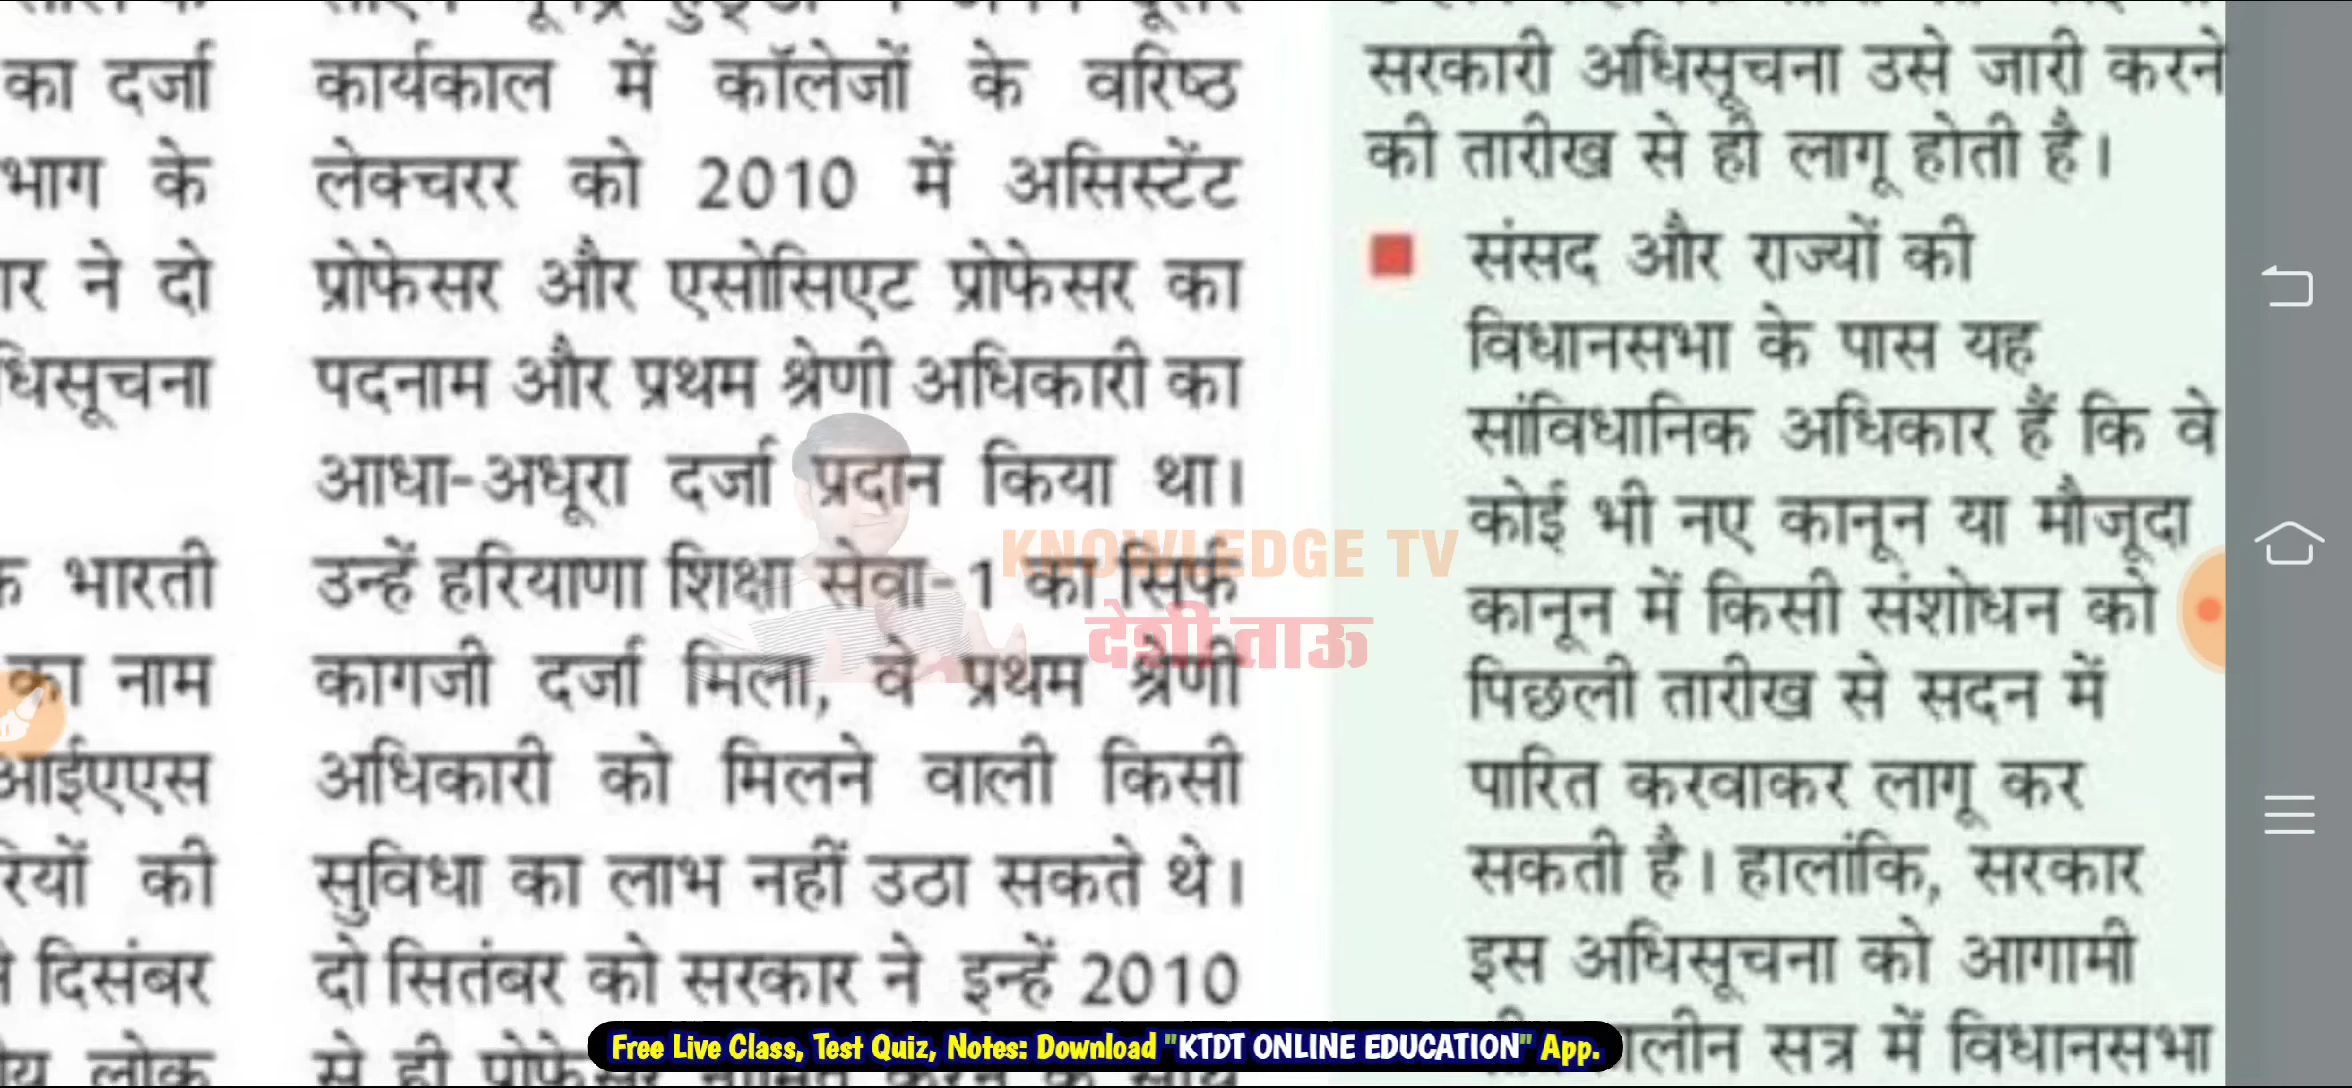 का दर्जा
भाग के
ार ने दो
धिसूचना
भारती
का नाम
आईएएस
रियों की
दिसंबर
लोक
कार्यकाल में कॉलेजों के वरिष्ठ
लेक्चरर को 2010 में असिस्टेंट
प्रोफेसर और एसोसिएट प्रोफेसर का
पदनाम और प्रथम श्रेणी अधिकारी का
आधा-अधूरा दर्जा प्रदान किया था।
उन्हें हरियाणा शिक्षा सेवा-1 का सिर्फ
कागजी दर्जा मिला, वे प्रथम श्रेणी
अधिकारी को मिलने वाली किसी
सुविधा का लाभ नहीं उठा सकते थे।
दो सितंबर को सरकार ने इन्हें 2010
से ही
सरकारी अधिसूचना उसे जारी करने
की तारीख से ही लागू होती है।
संसद और राज्यों की
विधानसभा के पास यह
सांविधानिक अधिकार हैं कि वे
कोई भी नए कानून या मौजूदा
कानून में किसी संशोधन को
पिछली तारीख से सदन में
पारित करवाकर लागू कर
सकती है। हालांकि, सरकार
इस अधिसूचना को आगामी
ालीन सत्र में विधानसभा
KNOWLEDGE TV
देशी ताऊ
Free Live Class, Test Quiz, Notes: Download "KTDT ONLINE EDUCATION" App.